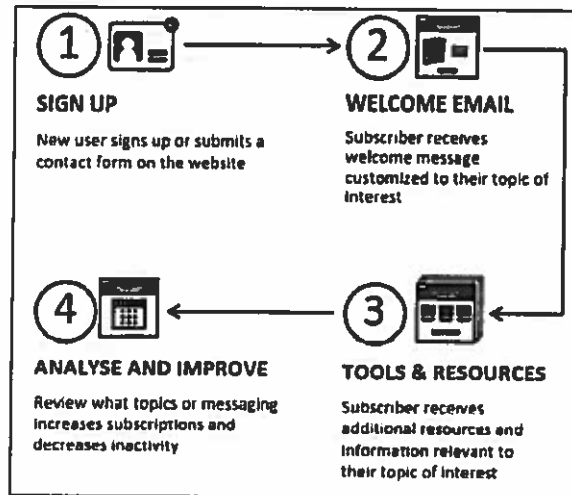 1
SIGN UP
New user signs up or submits a
contact form on the website
2
WELCOME EMAIL
Subscriber receives
welcome message
customized to their topic of
interest
3
TOOLS & RESOURCES
Subscriber receives
additional resources and
information relevant to
their topic of interest
4
ANALYSE AND IMPROVE
Review what topics or messaging
increases subscriptions and
decreases inactivity